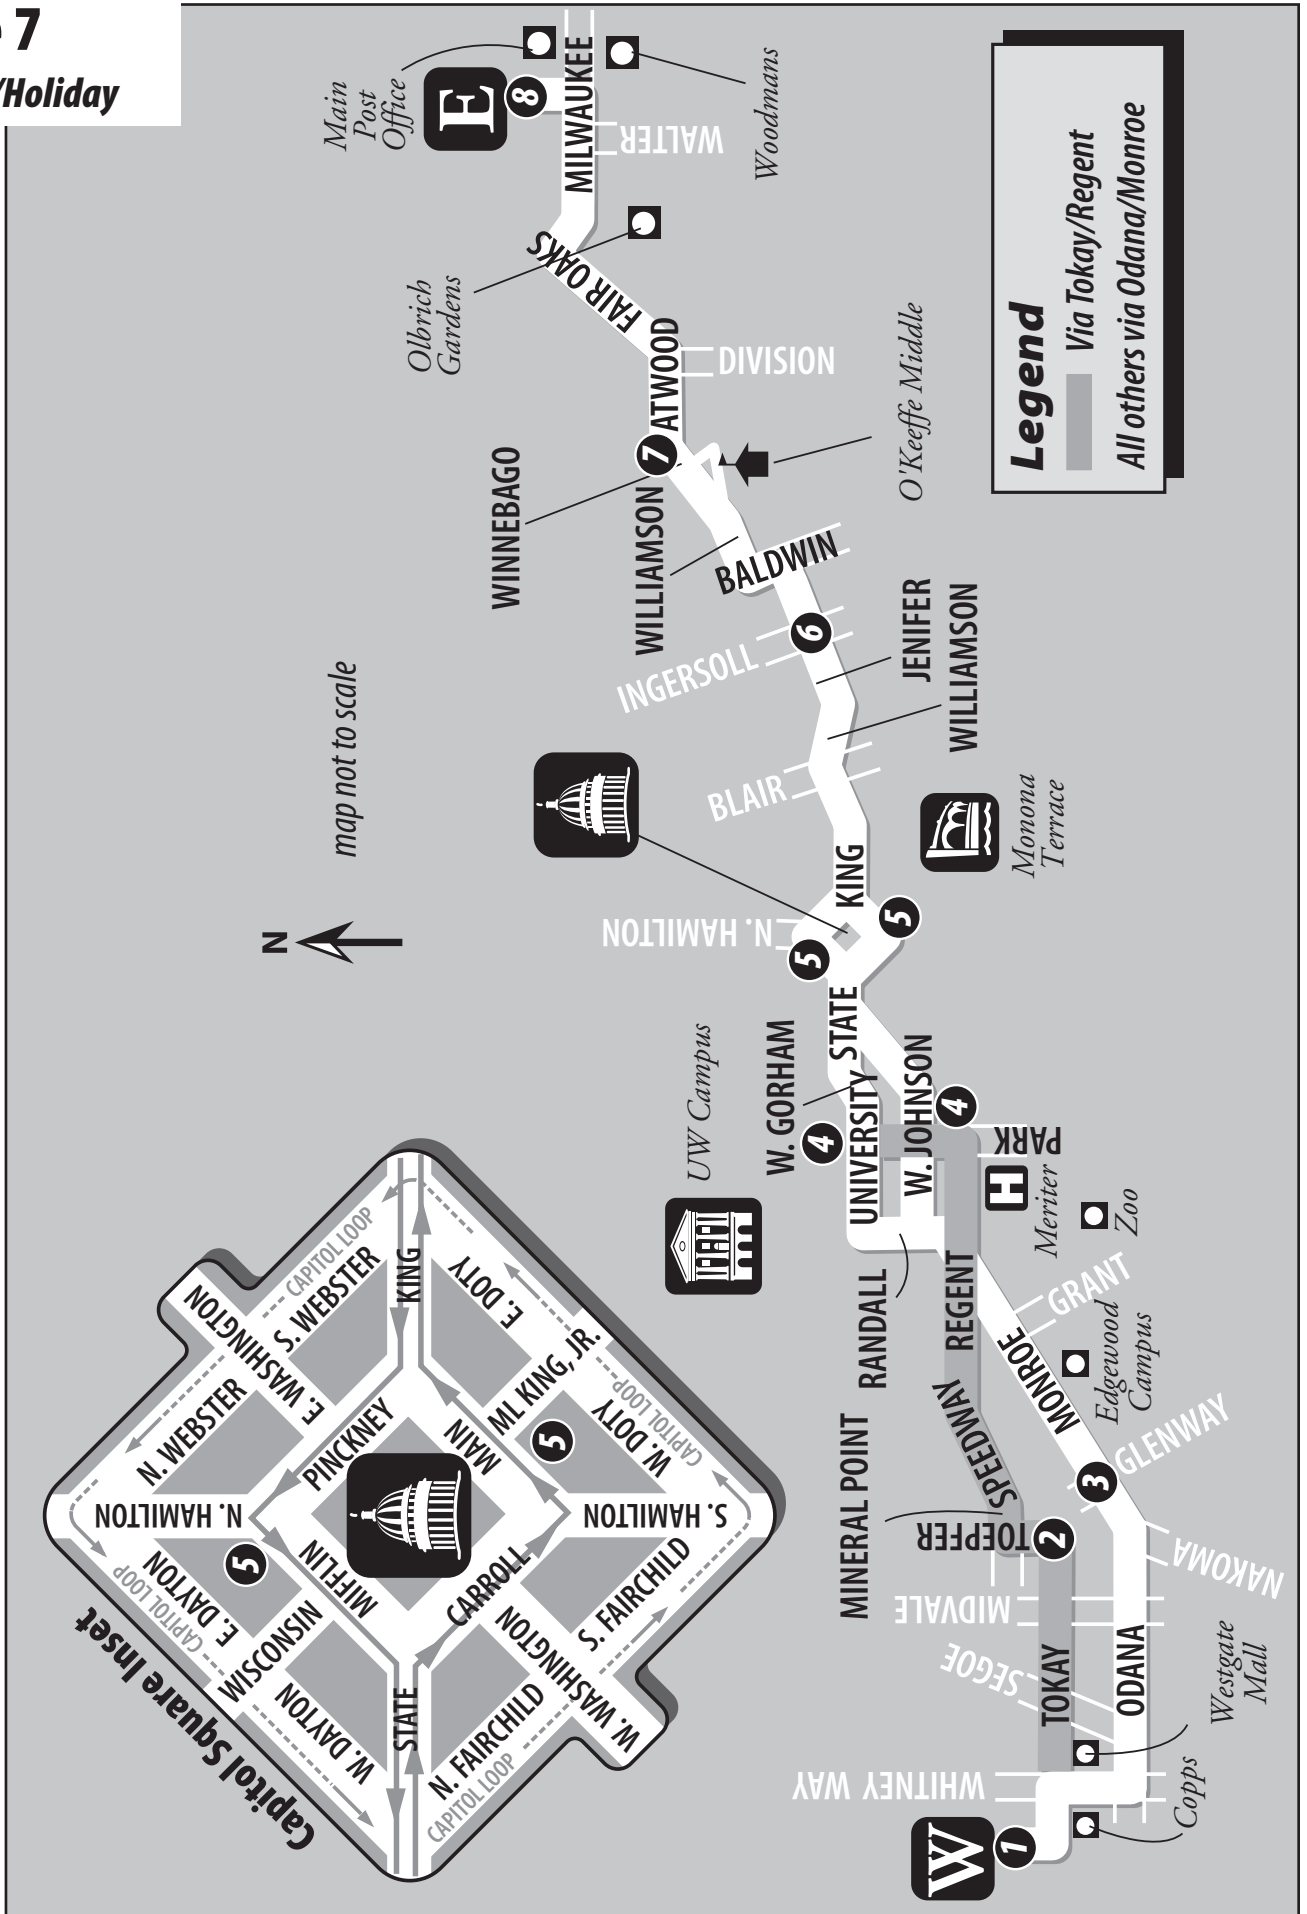 7
/Holiday
Main
Post
Office
E
8
MILWAUKEE
WALTER
Woodmans
FAIR OAKS
Olbrich
Gardens
ATWOOD
DIVISION
7
WINNEBAGO
WILLIAMSON
O'Keeffe Middle
BALDWIN
6
INGERSOLL
JENIFER
WILLIAMSON
BLAIR
map not to scale
N
Monona
Terrace
KING
N. HAMILTON
5
5
STATE
W. GORHAM
UW Campus
UNIVERSITY
W. JOHNSON
4
4
PARK
H
Meriter
Zoo
RANDALL
REGENT
GRANT
MONROE
Edgewood
Campus
SPEEDWAY
GLENWAY
MINERAL POINT
3
TOEPFER
2
NAKOMA
MIDVALE
SEGOE
TOKAY
ODANA
Westgate
Mall
WHITNEY WAY
Copps
W
1
Legend
Via Tokay/Regent
All others via Odana/Monroe
Capitol Square Inset
CAPITOL LOOP
S. WEBSTER
KING
E. DOTY
E. WASHINGTON
N. WEBSTER
PINCKNEY
MAIN
ML KING, JR.
W. DOTY
CAPITOL LOOP
5
N. HAMILTON
S. HAMILTON
5
MIFFLIN
CARROLL
E. DAYTON
CAPITOL LOOP
WISCONSIN
W. DAYTON
STATE
N. FAIRCHILD
W. WASHINGTON
S. FAIRCHILD
CAPITOL LOOP